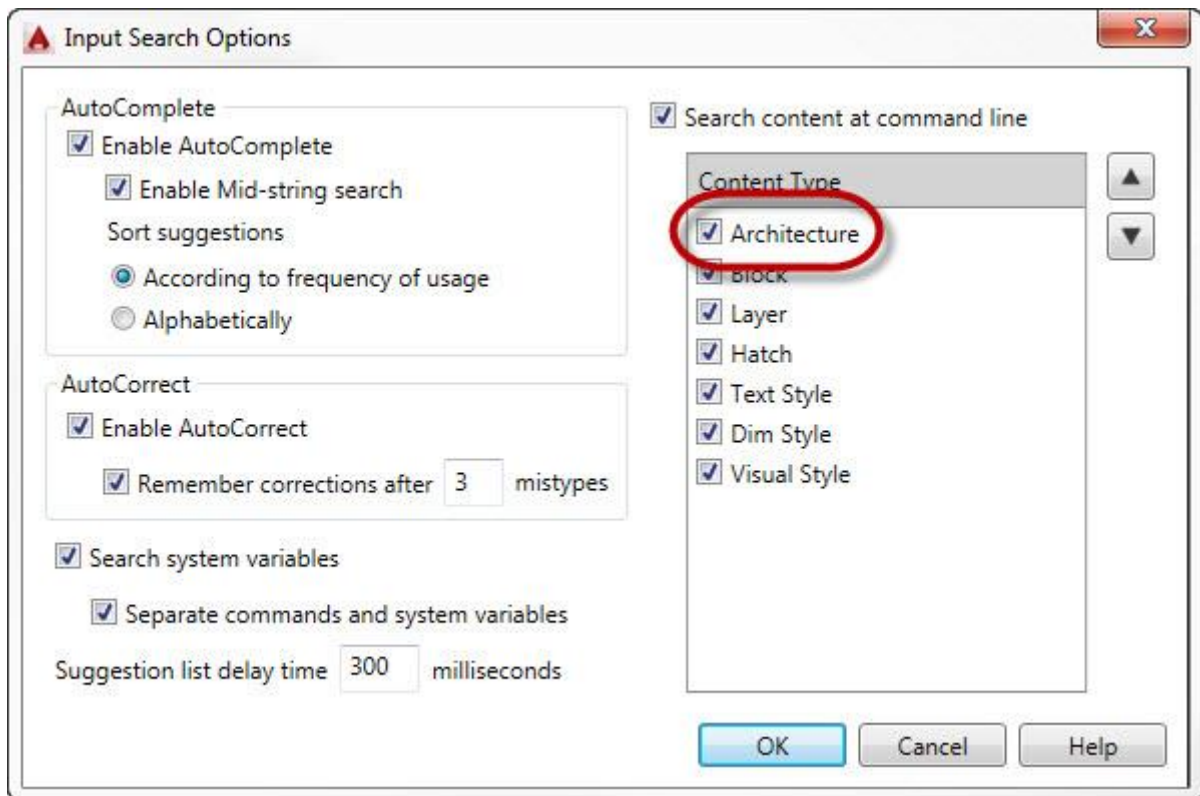 Input Search Options
AutoComplete
Enable AutoComplete
Enable Mid-string search
Sort suggestions
According to frequency of usage
Alphabetically
AutoCorrect
Enable AutoCorrect
Remember corrections after 3 mistypes
Search system variables
Separate commands and system variables
Suggestion list delay time 300 milliseconds
Search content at command line
Content Type
Architecture
Block
Layer
Hatch
Text Style
Dim Style
Visual Style
OK Cancel Help